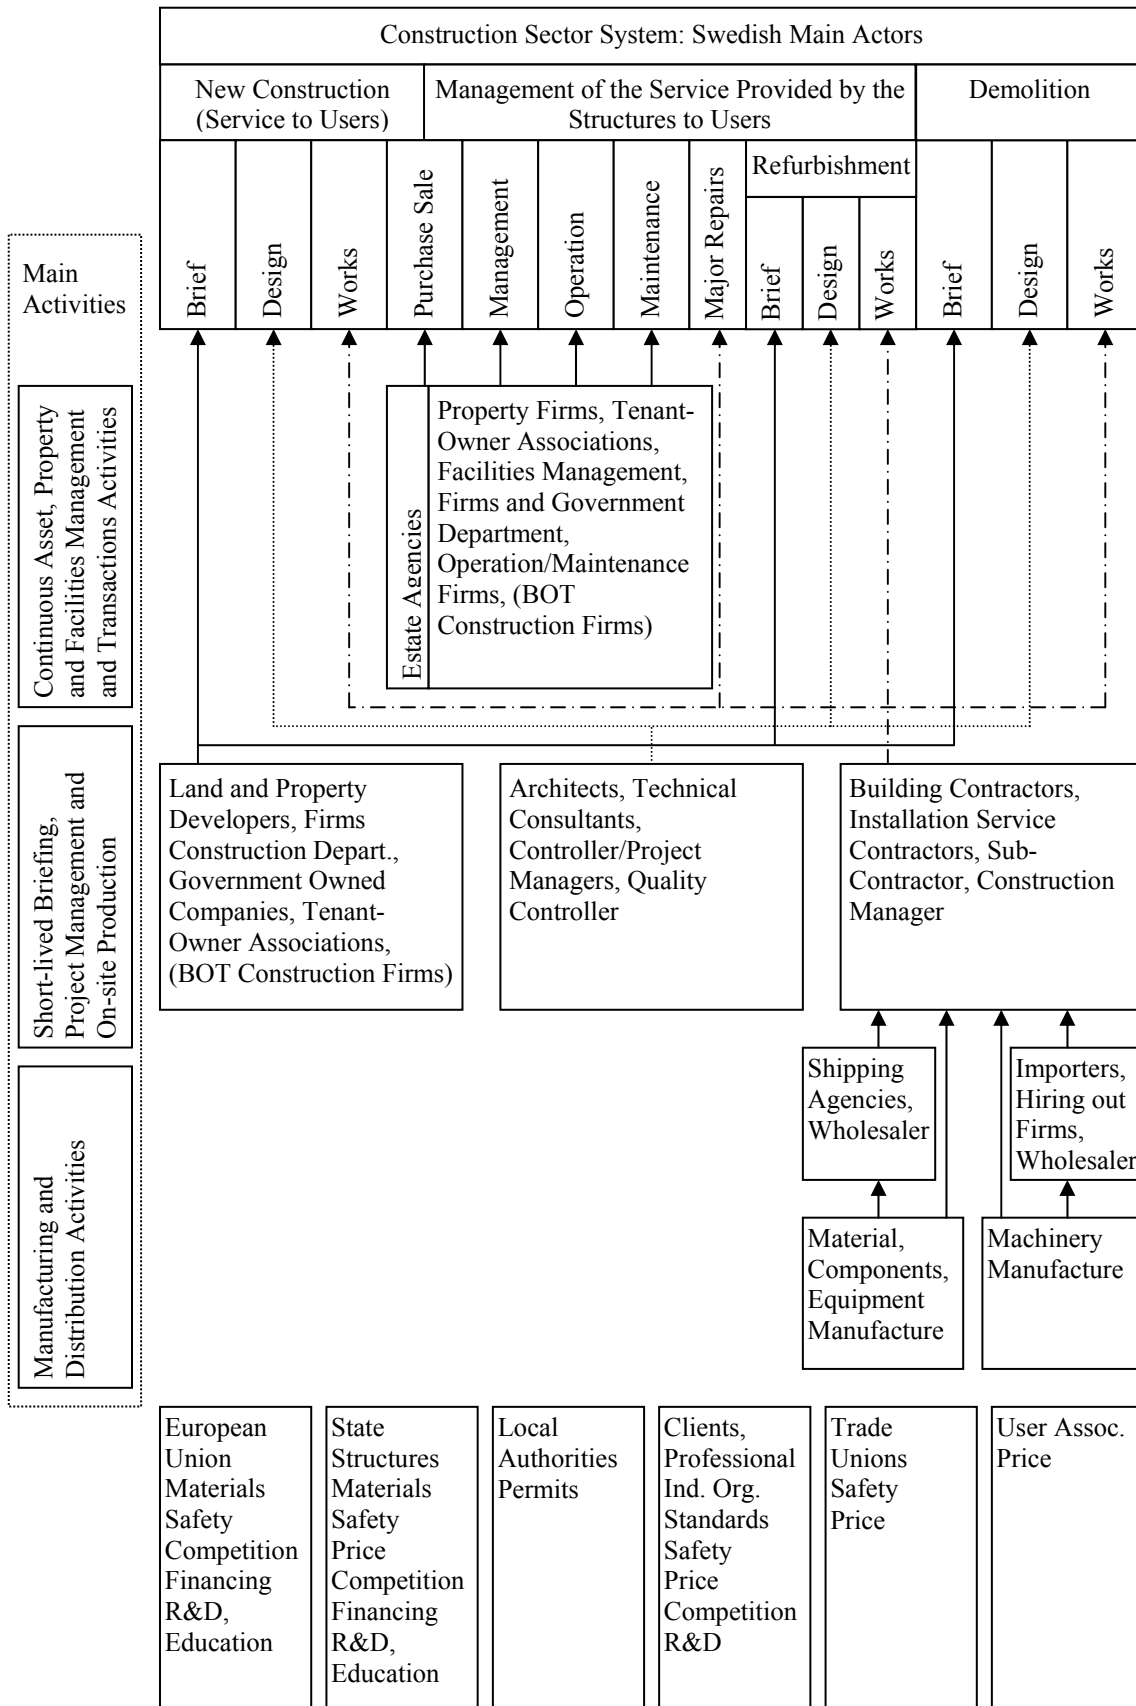 Construction Sector System: Swedish Main Actors
New Construction
(Service to Users)
Management of the Service Provided by the
Structures to Users
Demolition
Refurbishment
Main
Activities
Brief
Design
Works
Purchase Sale
Management
Operation
Maintenance
Major Repairs
Brief
Design
Works
Brief
Design
Works
Continuous Asset, Property
and Facilities Management
and Transactions Activities
Estate Agencies
Property Firms, Tenant-
Owner Associations,
Facilities Management,
Firms and Government
Department,
Operation/Maintenance
Firms, (BOT
Construction Firms)
Short-lived Briefing,
Project Management and
On-site Production
Land and Property
Developers, Firms
Construction Depart.,
Government Owned
Companies, Tenant-
Owner Associations,
(BOT Construction Firms)
Architects, Technical
Consultants,
Controller/Project
Managers, Quality
Controller
Building Contractors,
Installation Service
Contractors, Sub-
Contractor, Construction
Manager
Manufacturing and
Distribution Activities
Shipping
Agencies,
Wholesaler
Importers,
Hiring out
Firms,
Wholesaler
Material,
Components,
Equipment
Manufacture
Machinery
Manufacture
European
Union
Materials
Safety
Competition
Financing
R&D,
Education
State
Structures
Materials
Safety
Price
Competition
Financing
R&D,
Education
Local
Authorities
Permits
Clients,
Professional
Ind. Org.
Standards
Safety
Price
Competition
R&D
Trade
Unions
Safety
Price
User Assoc.
Price